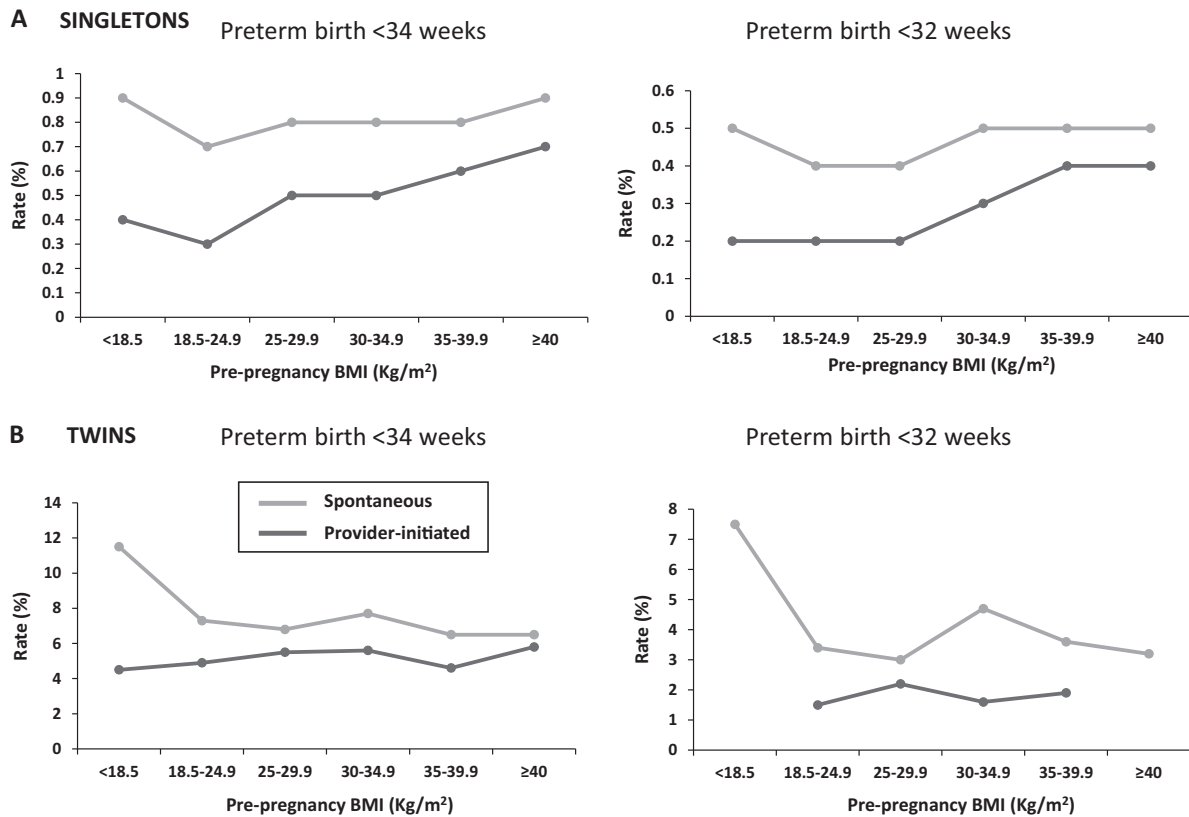 A SINGLETONS
Preterm birth <34 weeks
Rate (%)
1
0.9
0.8
0.7
0.6
0.5
0.4
0.3
0.2
0.1
0
<18.5 18.5-24.9 25-29.9 30-34.9 35-39.9 ≥40
Pre-pregnancy BMI (Kg/m²)
Preterm birth <32 weeks
Rate (%)
0.6
0.5
0.4
0.3
0.2
0.1
0
<18.5 18.5-24.9 25-29.9 30-34.9 35-39.9 ≥40
Pre-pregnancy BMI (Kg/m²)
B TWINS
Preterm birth <34 weeks
Spontaneous
Provider-initiated
Rate (%)
14
12
10
8
6
4
2
0
<18.5 18.5-24.9 25-29.9 30-34.9 35-39.9 ≥40
Pre-pregnancy BMI (Kg/m²)
Preterm birth <32 weeks
Rate (%)
8
7
6
5
4
3
2
1
0
<18.5 18.5-24.9 25-29.9 30-34.9 35-39.9 ≥40
Pre-pregnancy BMI (Kg/m²)